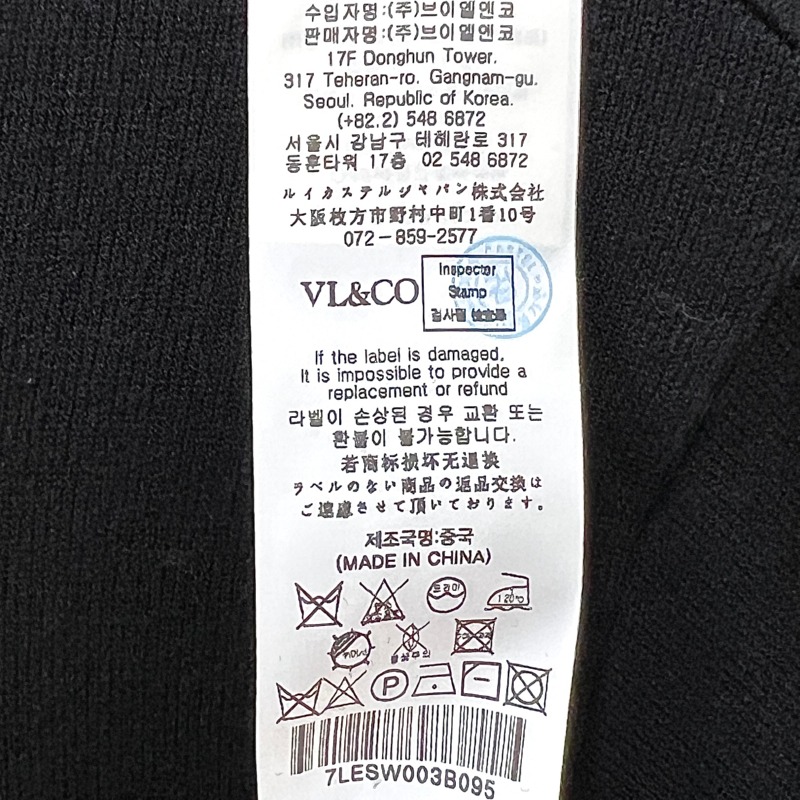 수입자명:(주)브이엘엔코
판매자명:(주)브이엘엔코
17F Donghun Tower.
317 Teheran-ro. Gangnam-gu.
Seoul. Republic of Korea.
(+82.2) 548 6872
서울시 강남구 테헤란로 317
동훈타워 17층 02 548 6872
ルイカステルジャパン株式会社
大阪枚方市野村中町1番10号
072-859-2577
VL&CO
Inspector
Stamp
검사필
If the label is damaged,
It is impossible to provide a
replacement or refund
라벨이 손상된 경우 교환 또는
환불이 불가능합니다.
若商标损坏无退换
ラベルのない商品の返品交換は
ご遠慮させて頂いております。
제조국명:중국
(MADE IN CHINA)
드라이
120℃
P
7LESW003B095